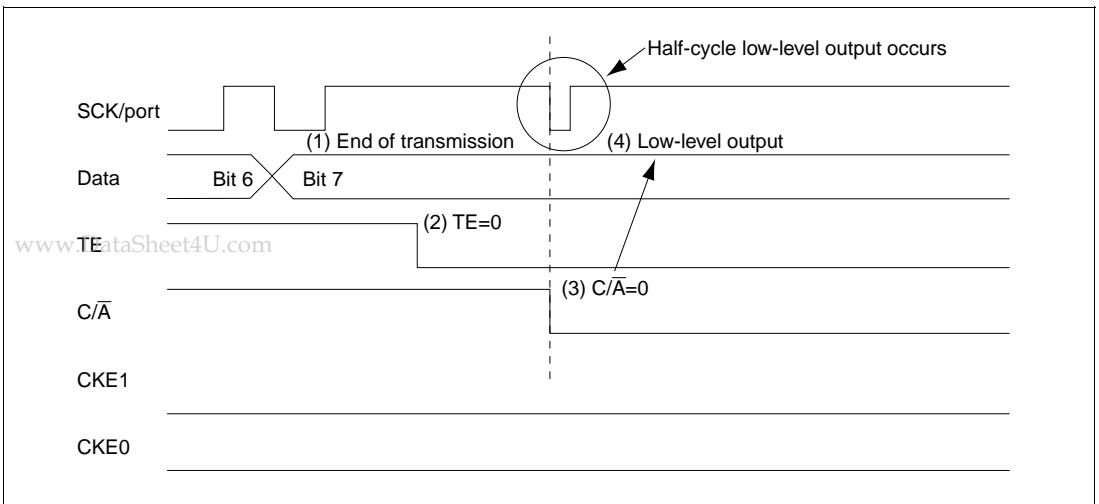 Half-cycle low-level output occurs
SCK/port
(1) End of transmission
(4) Low-level output
Data
Bit 6
Bit 7
(2) TE=0
www.DataSheet4U.com
TE
(3) C/A̅=0
C/A̅
CKE1
CKE0